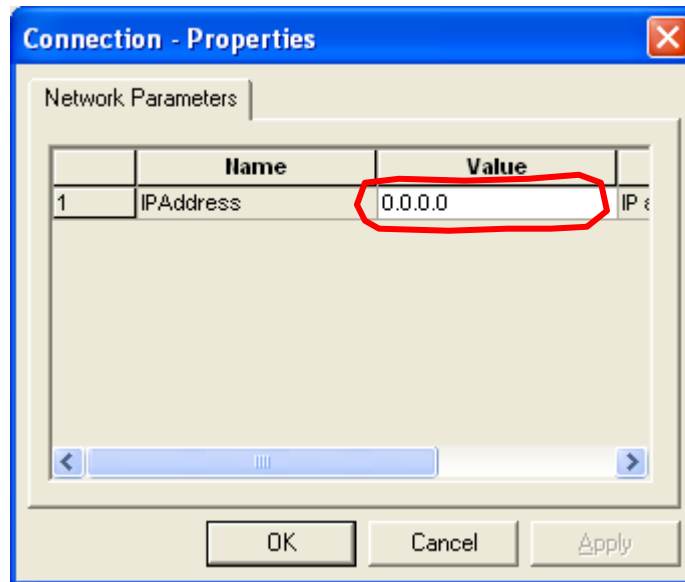 Connection - Properties
Network Parameters
Name Value
1 IPAddress 0.0.0.0 IP
OK Cancel Apply